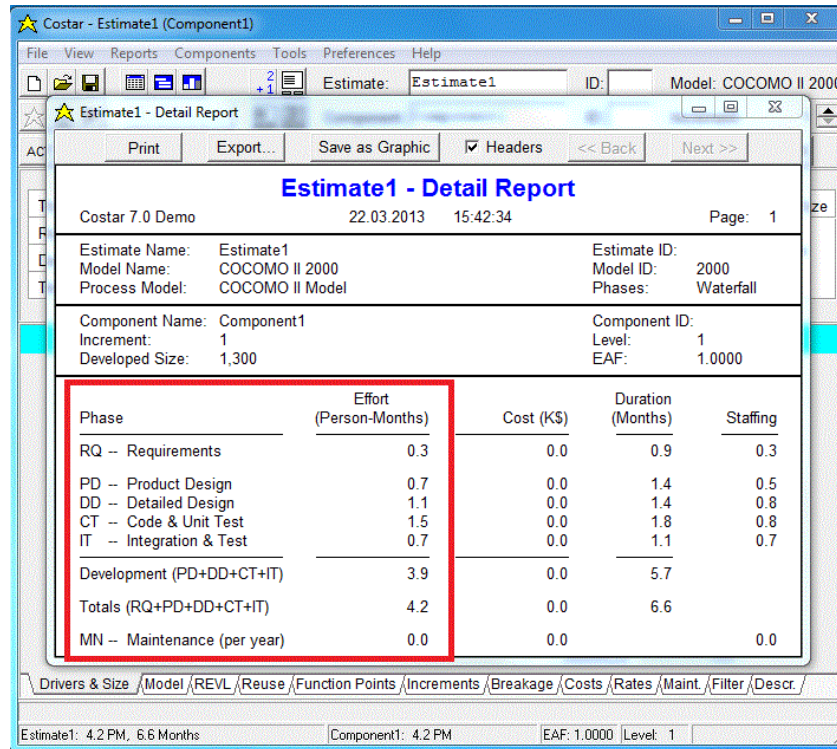 Costar - Estimate1 (Component1)
File View Reports Components Tools Preferences Help
Estimate: Estimate1 ID: Model: COCOMO II 2000
Estimate1 - Detail Report
Print Export... Save as Graphic Headers << Back Next >>
Estimate1 - Detail Report
Costar 7.0 Demo 22.03.2013 15:42:34 Page: 1
Estimate Name: Estimate1 Estimate ID:
Model Name: COCOMO II 2000 Model ID: 2000
Process Model: COCOMO II Model Phases: Waterfall
Component Name: Component1 Component ID:
Increment: 1 Level: 1
Developed Size: 1,300 EAF: 1.0000
Effort Duration
Phase (Person-Months) Cost (K$) (Months) Staffing
RQ -- Requirements 0.3 0.0 0.9 0.3
PD -- Product Design 0.7 0.0 1.4 0.5
DD -- Detailed Design 1.1 0.0 1.4 0.8
CT -- Code & Unit Test 1.5 0.0 1.8 0.8
IT -- Integration & Test 0.7 0.0 1.1 0.7
Development (PD+DD+CT+IT) 3.9 0.0 5.7
Totals (RQ+PD+DD+CT+IT) 4.2 0.0 6.6
MN -- Maintenance (per year) 0.0 0.0 0.0
Drivers & Size Model REVL Reuse Function Points Increments Breakage Costs Rates Maint. Filter Descr.
Estimate1: 4.2 PM, 6.6 Months Component1: 4.2 PM EAF: 1.0000 Level: 1